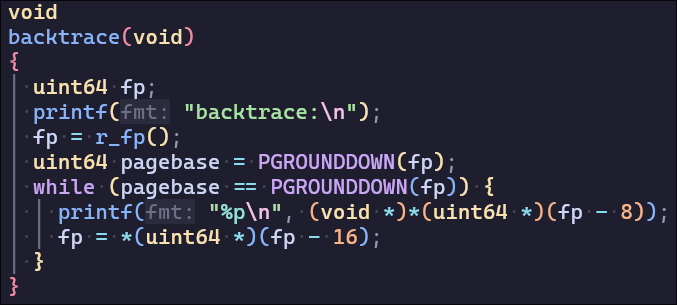 void
backtrace(void)
{
  uint64 fp;
  printf(fmt: "backtrace:\n");
  fp = r_fp();
  uint64 pagebase = PGROUNDDOWN(fp);
  while (pagebase == PGROUNDDOWN(fp)) {
    printf(fmt: "%p\n", (void *)*(uint64 *)(fp - 8));
    fp = *(uint64 *)(fp - 16);
  }
}